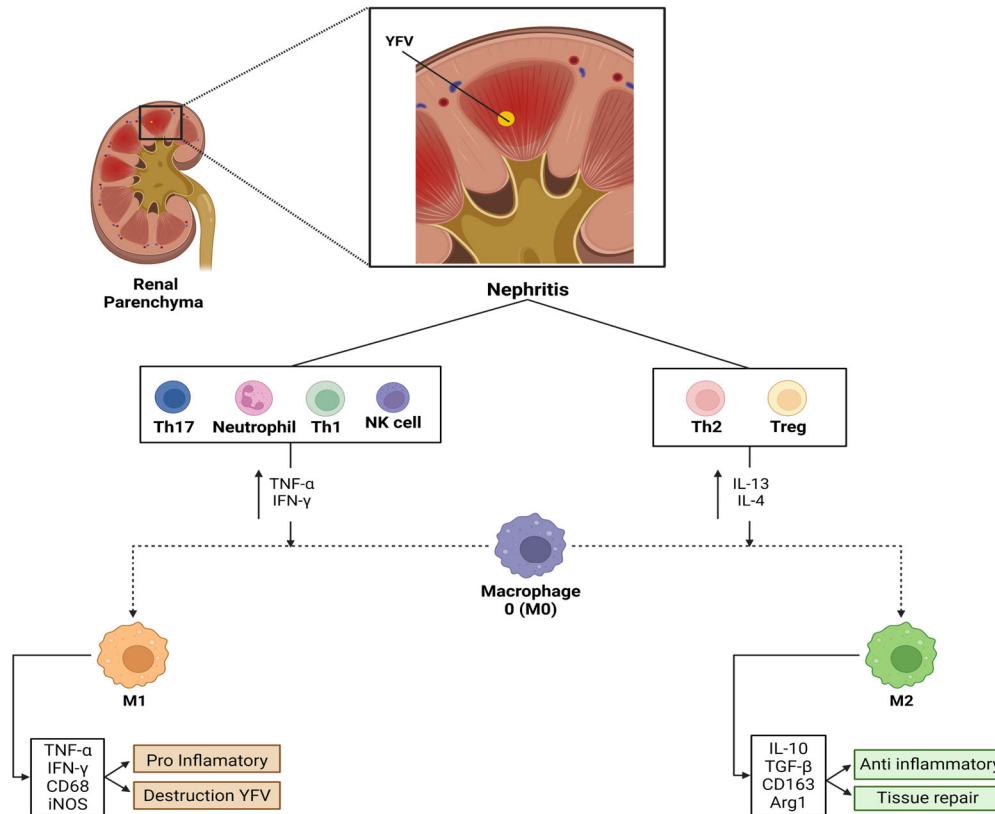 YFV
Renal
Parenchyma
Nephritis
Th17
Neutrophil
Th1
NK cell
Th2
Treg
TNF-α
IFN-γ
IL-13
IL-4
Macrophage
0 (M0)
M1
M2
TNF-α
IFN-γ
CD68
iNOS
Pro Inflamatory
Destruction YFV
IL-10
TGF-β
CD163
Arg1
Anti inflammatory
Tissue repair